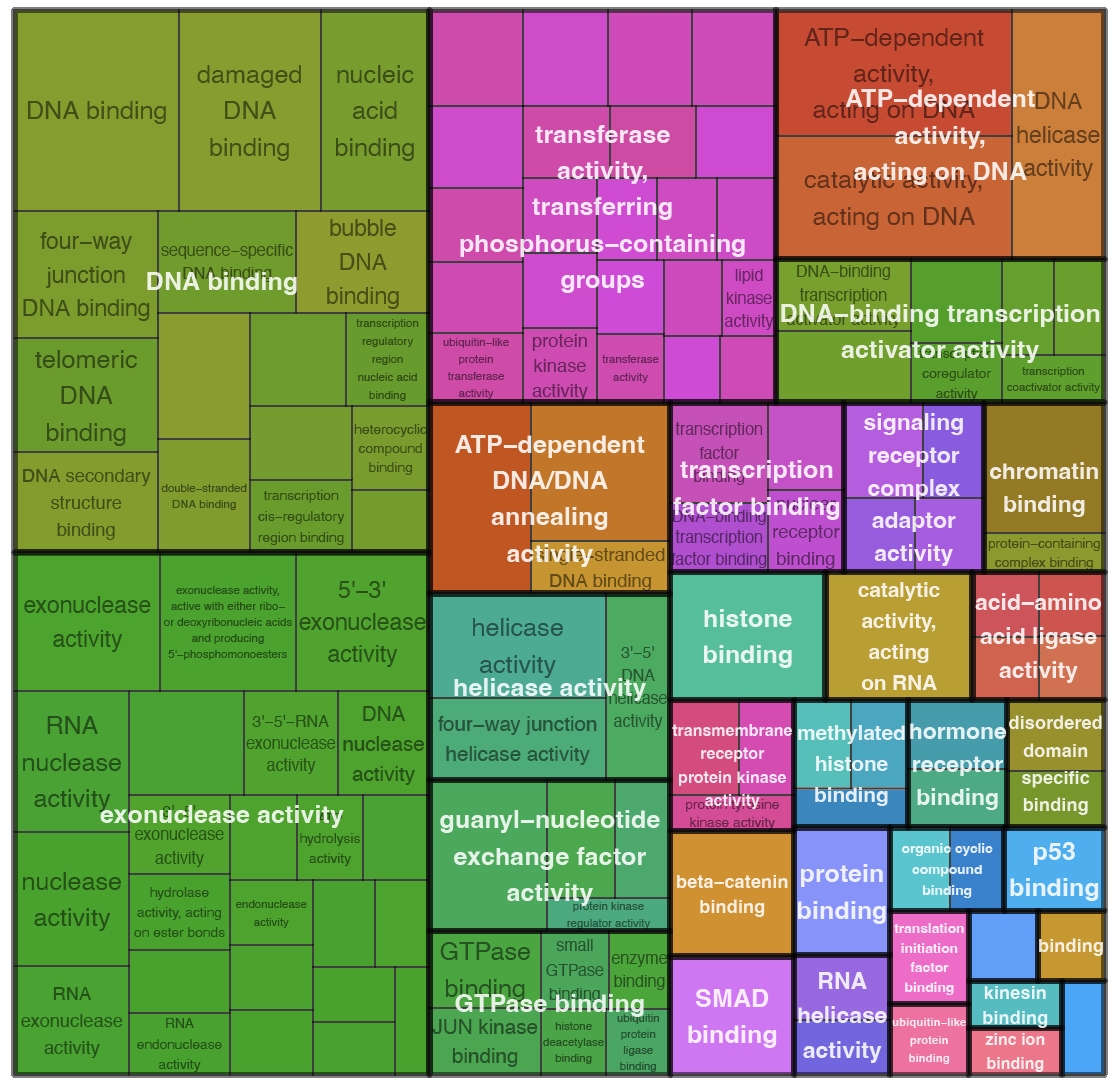 DNA binding
damaged
DNA
binding
nucleic
acid
binding
four−way
junction
DNA binding
sequence−specific
DNA binding
bubble
DNA
binding
DNA binding
telomeric
DNA
binding
transcription
regulatory
region
nucleic acid
binding
DNA secondary
structure
binding
double−stranded
DNA binding
heterocyclic
compound
binding
transcription
cis−regulatory
region binding
exonuclease
activity
exonuclease activity,
active with either ribo−
or deoxyribonucleic acids
and producing
5'−phosphomonoesters
5'−3'
exonuclease
activity
RNA
nuclease
activity
3'−5'−RNA
exonuclease
activity
DNA
nuclease
activity
exonuclease activity
exonuclease
activity
hydrolysis
activity
nuclease
activity
hydrolase
activity, acting
on ester bonds
endonuclease
activity
RNA
exonuclease
activity
RNA
endonuclease
activity
transferase
activity,
transferring
phosphorus−containing
groups
lipid
kinase
activity
ubiquitin−like
protein
transferase
activity
protein
kinase
activity
transferase
activity
ATP−dependent
activity,
acting on DNA
ATP−dependent
activity,
acting on DNA
DNA
helicase
activity
catalytic activity,
acting on DNA
DNA−binding
transcription
activator activity
DNA−binding transcription
activator activity
coregulator
activity
transcription
coactivator activity
ATP−dependent
DNA/DNA
annealing
activity
single−stranded
DNA binding
transcription
factor
binding
transcription
factor binding
DNA−binding
transcription
factor binding
receptor
binding
signaling
receptor
complex
adaptor
activity
chromatin
binding
protein−containing
complex binding
helicase
activity
helicase activity
3'−5'
DNA
helicase
activity
four−way junction
helicase activity
histone
binding
catalytic
activity,
acting
on RNA
acid−amino
acid ligase
activity
transmembrane
receptor
protein kinase
activity
protein tyrosine
kinase activity
methylated
histone
binding
hormone
receptor
binding
disordered
domain
specific
binding
guanyl−nucleotide
exchange factor
activity
protein kinase
regulator activity
beta−catenin
binding
protein
binding
organic cyclic
compound
binding
p53
binding
GTPase
binding
small
GTPase
binding
enzyme
binding
GTPase binding
JUN kinase
binding
histone
deacetylase
binding
ubiquitin
protein
ligase
binding
SMAD
binding
RNA
helicase
activity
translation
initiation
factor
binding
binding
ubiquitin−like
protein
binding
kinesin
binding
zinc ion
binding